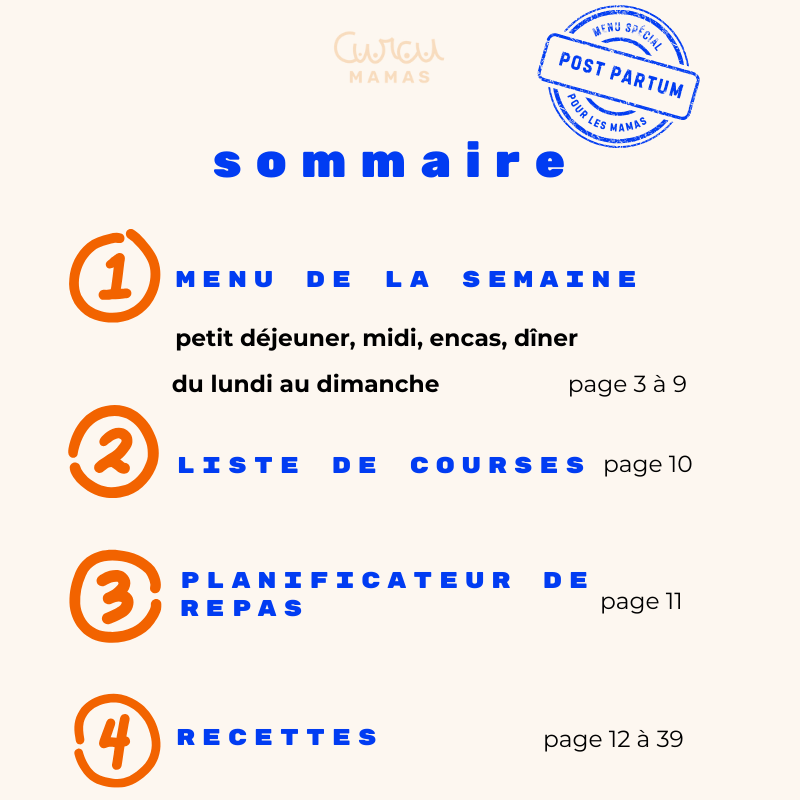 Curcu
MAMAS
MENU SPÉCIAL
POST PARTUM
POUR LES MAMAS
sommaire
1
MENU DE LA SEMAINE
petit déjeuner, midi, encas, dîner
du lundi au dimanche page 3 à 9
2
LISTE DE COURSES page 10
3
PLANIFICATEUR DE
REPAS page 11
4
RECETTES page 12 à 39